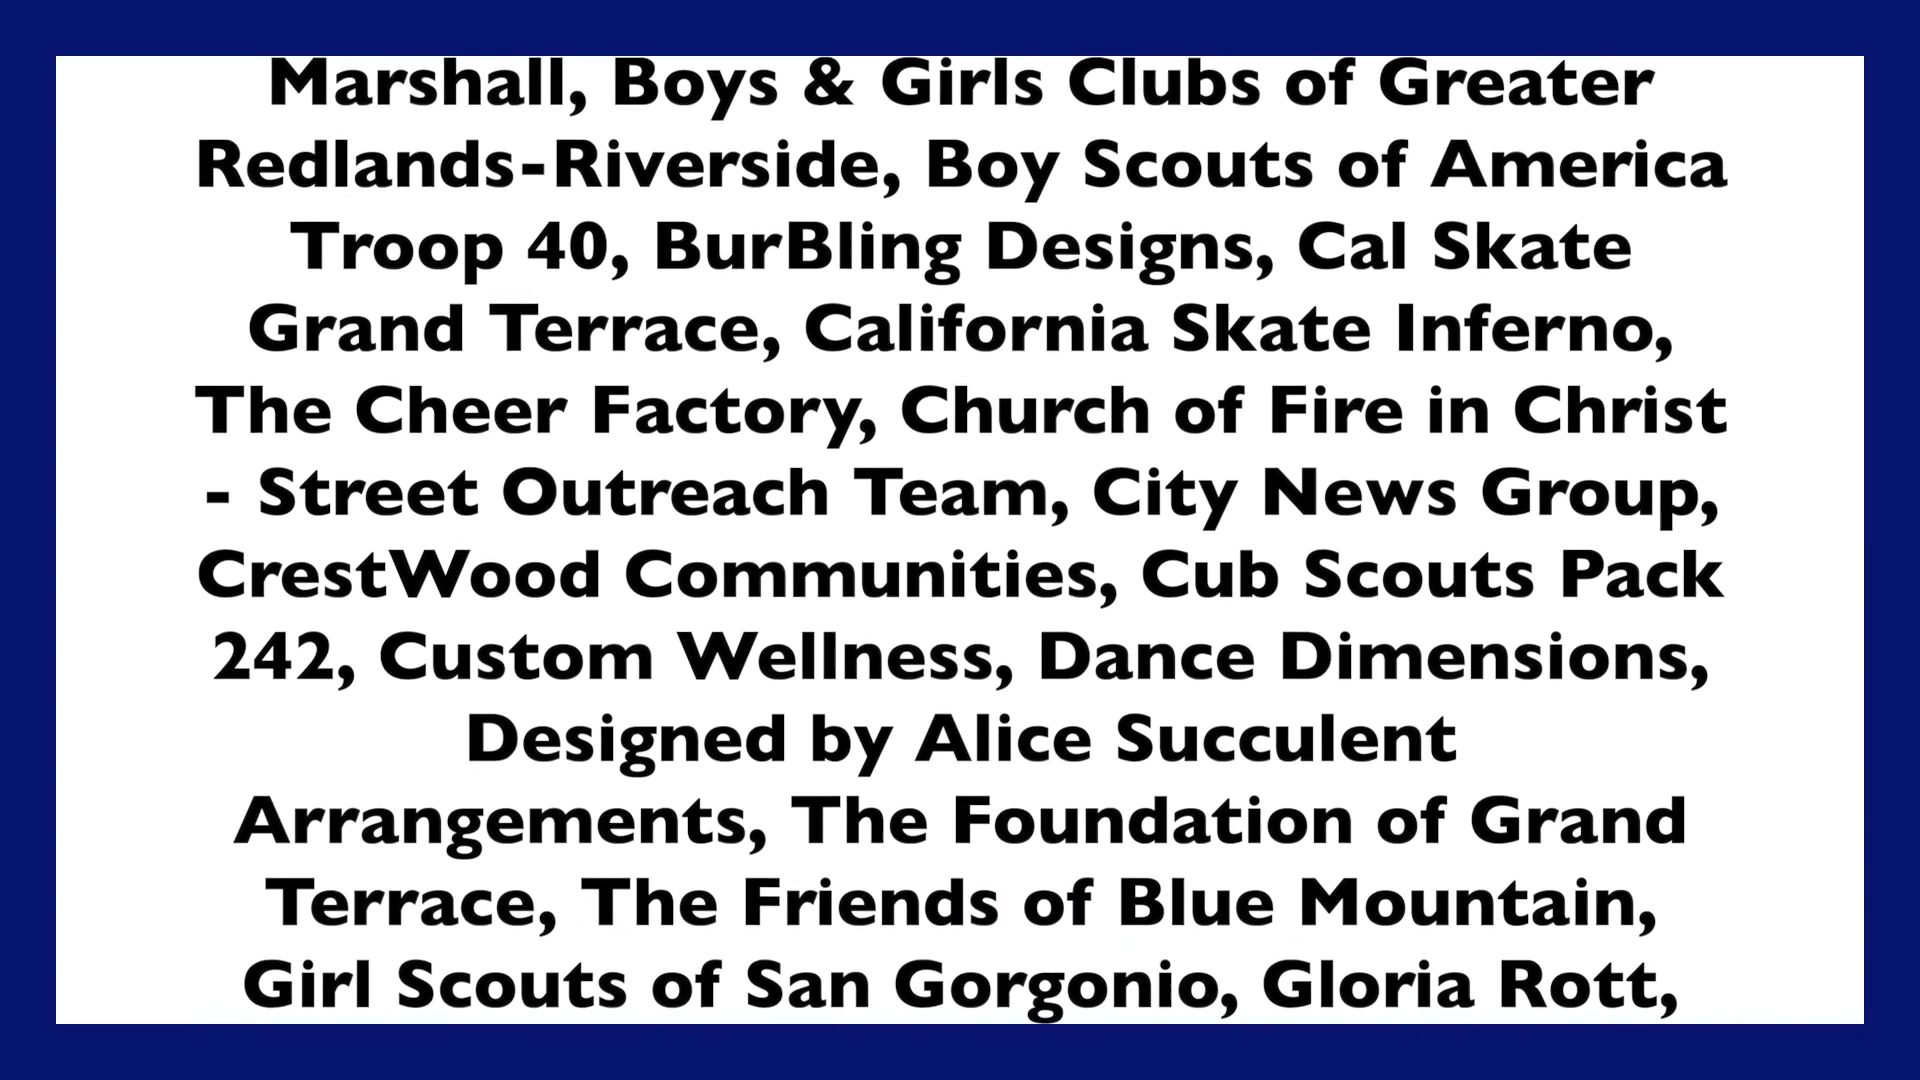 Marshall, Boys & Girls Clubs of Greater
Redlands-Riverside, Boy Scouts of America
Troop 40, BurBling Designs, Cal Skate
Grand Terrace, California Skate Inferno,
The Cheer Factory, Church of Fire in Christ
- Street Outreach Team, City News Group,
CrestWood Communities, Cub Scouts Pack
242, Custom Wellness, Dance Dimensions,
Designed by Alice Succulent
Arrangements, The Foundation of Grand
Terrace, The Friends of Blue Mountain,
Girl Scouts of San Gorgonio, Gloria Rott,